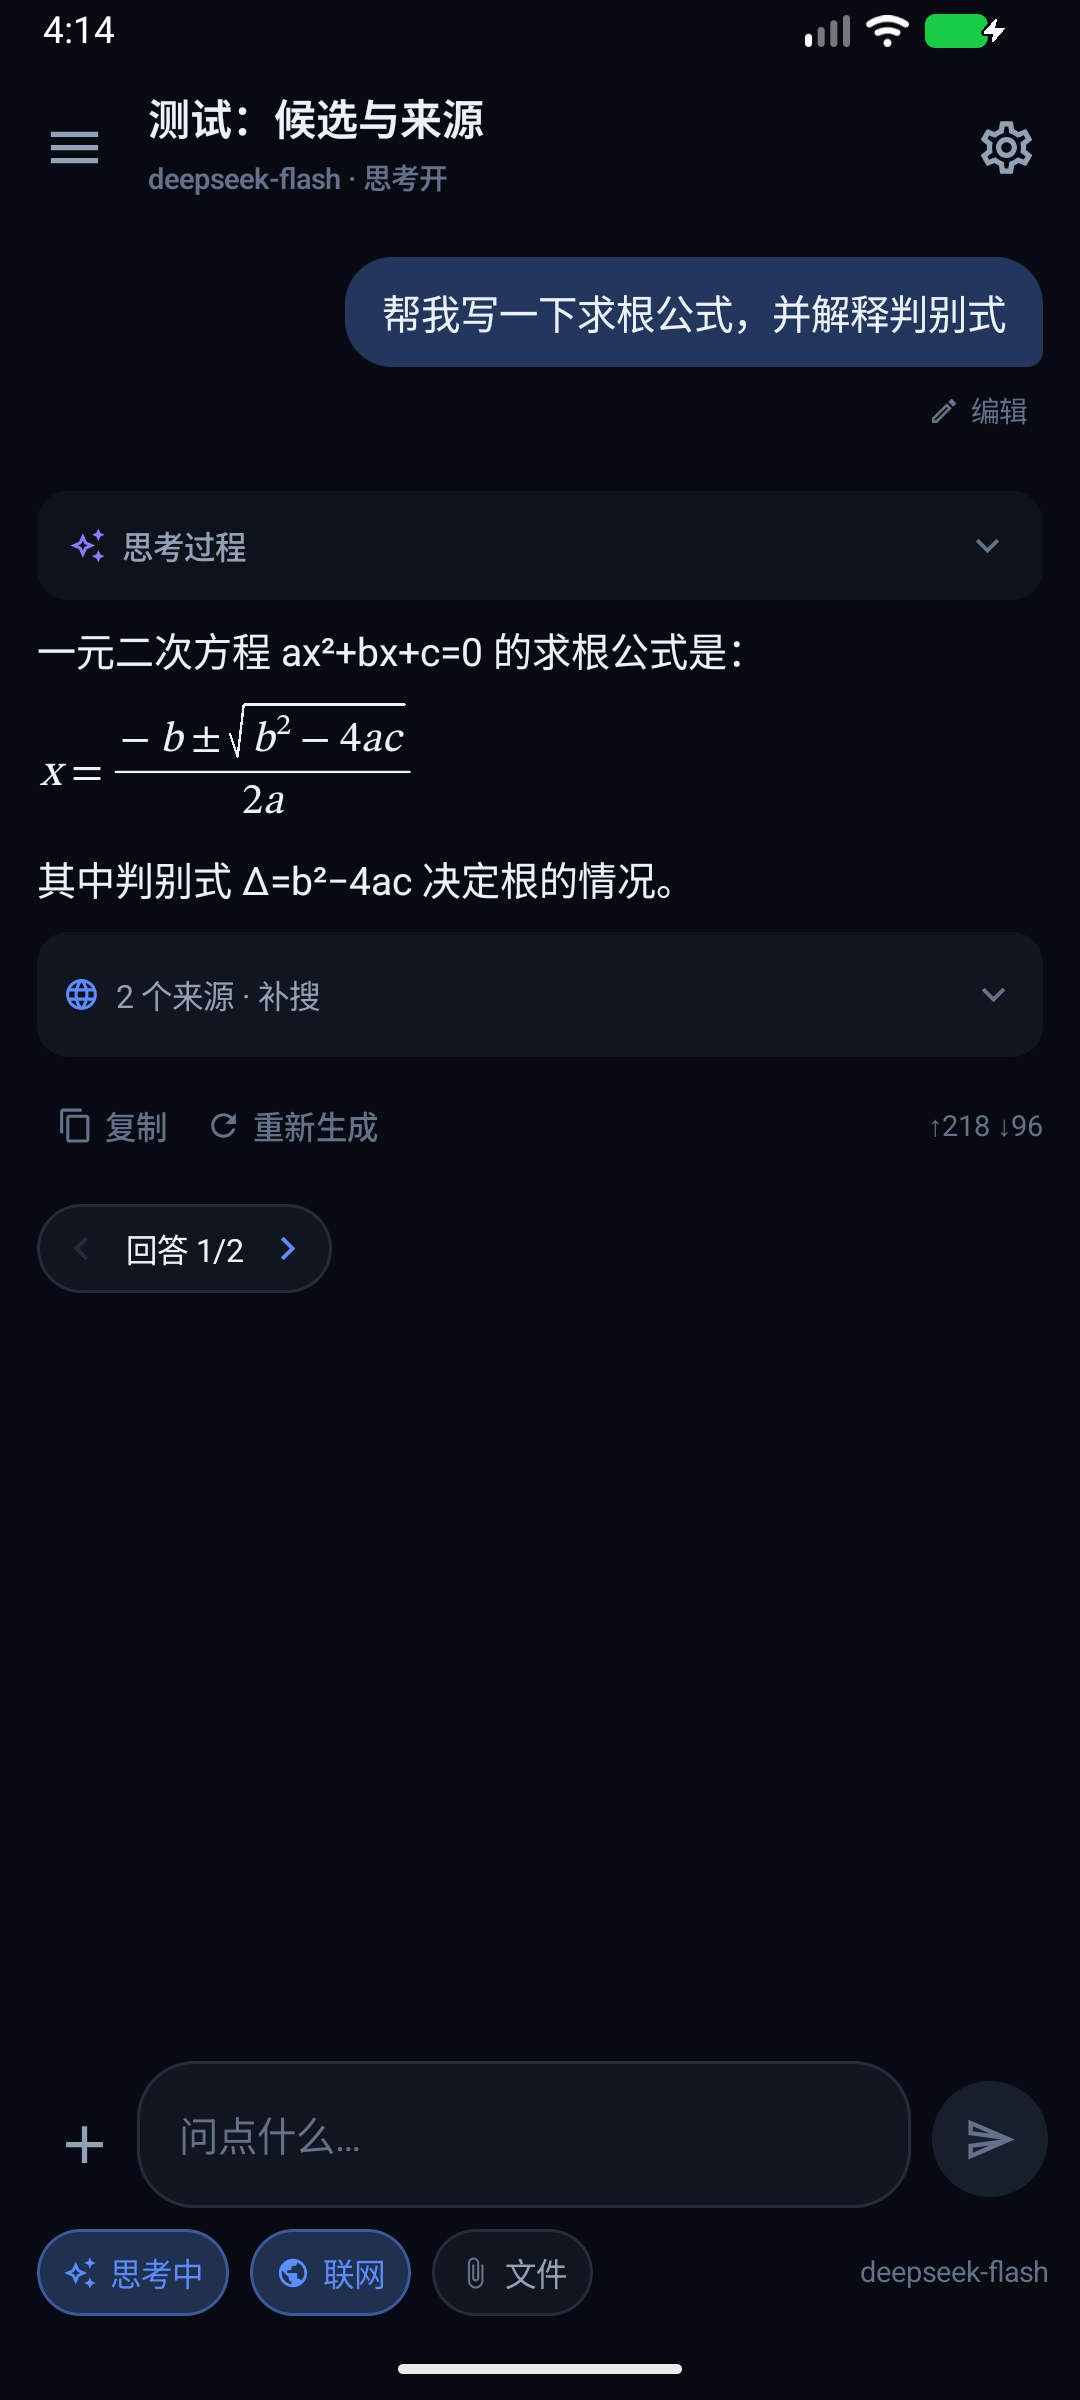 4:14
测试：候选与来源
deepseek-flash · 思考开
帮我写一下求根公式，并解释判别式
编辑
思考过程
一元二次方程 ax²+bx+c=0 的求根公式是：
x = (− b ± √(b² − 4ac)) / 2a
其中判别式 Δ=b²−4ac 决定根的情况。
2 个来源 · 补搜
复制 重新生成 ↑218 ↓96
回答 1/2
问点什么...
思考中 联网 文件 deepseek-flash